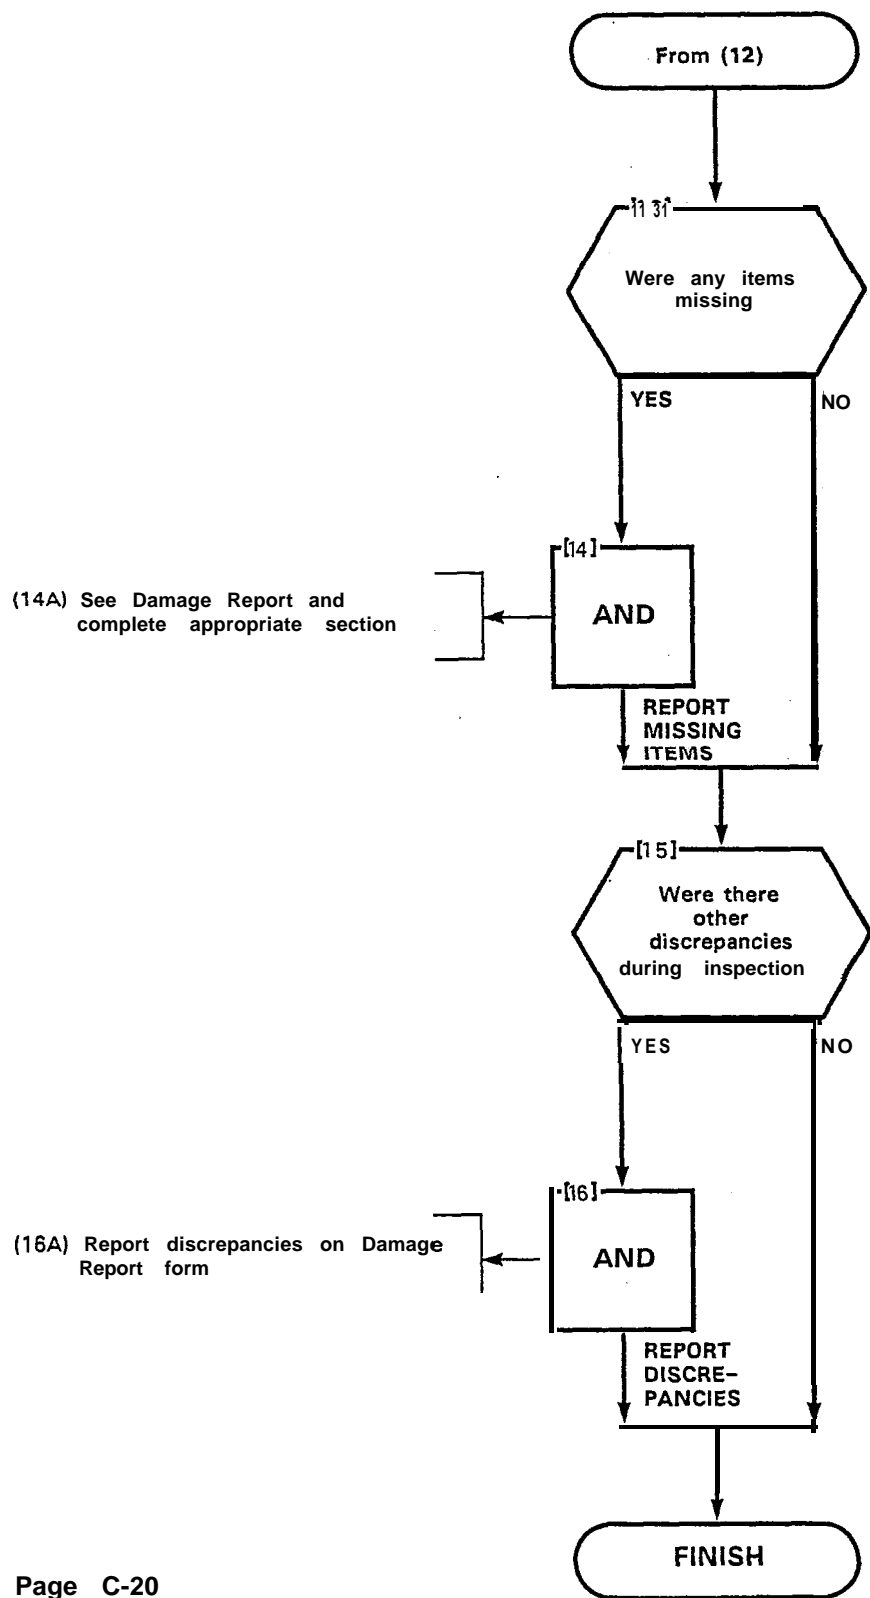 From (12)
[13]
Were any items
missing
YES
NO
[14]
AND
(14A) See Damage Report and
complete appropriate section
REPORT
MISSING
ITEMS
[15]
Were there
other
discrepancies
during inspection
YES
NO
[16]
AND
(16A) Report discrepancies on Damage
Report form
REPORT
DISCRE-
PANCIES
FINISH
Page C-20